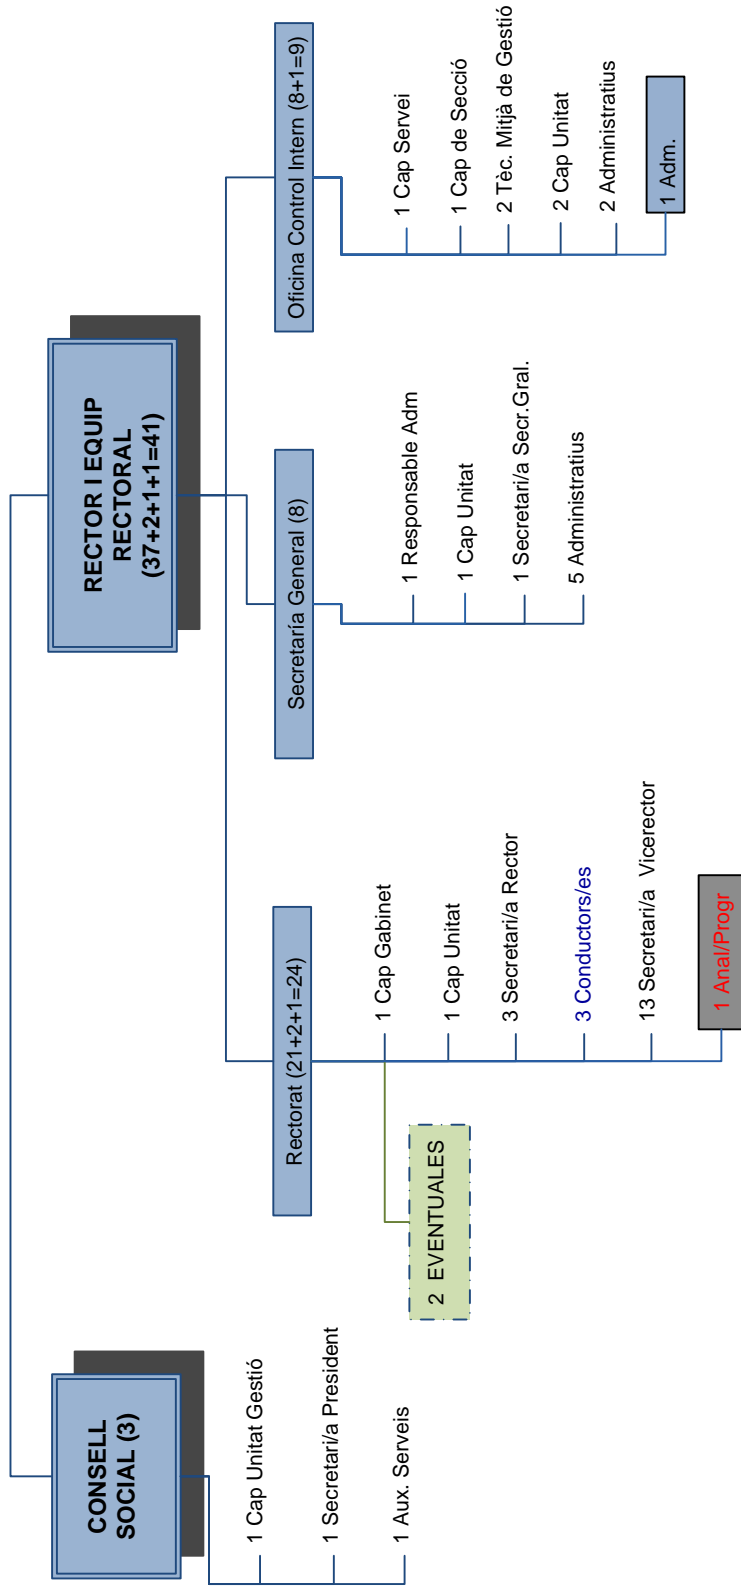 CONSELL
SOCIAL (3)
1 Cap Unitat Gestió
1 Secretari/a President
1 Aux. Serveis
RECTOR I EQUIP
RECTORAL
(37+2+1+1=41)
Rectorat (21+2+1=24)
1 Cap Gabinet
2 EVENTUALES
1 Cap Unitat
3 Secretari/a Rector
3 Conductors/es
13 Secretari/a Vicerector
1 Anal/Progr
Secretaría General (8)
1 Responsable Adm
1 Cap Unitat
1 Secretari/a Secr.Gral.
5 Administratius
Oficina Control Intern (8+1=9)
1 Cap Servei
1 Cap de Secció
2 Tèc. Mitjà de Gestió
2 Cap Unitat
2 Administratius
1 Adm.